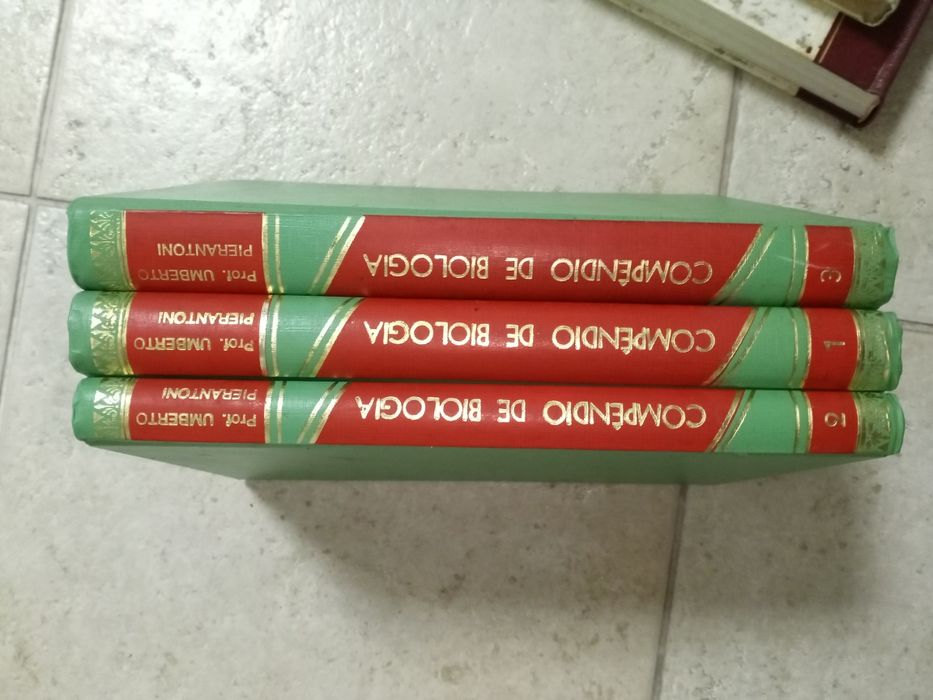 Prof. UMBERTO
PIERANTONI
COMPÊNDIO DE BIOLOGIA
3
Prof. UMBERTO
PIERANTONI
COMPÊNDIO DE BIOLOGIA
1
Prof. UMBERTO
PIERANTONI
COMPÊNDIO DE BIOLOGIA
2